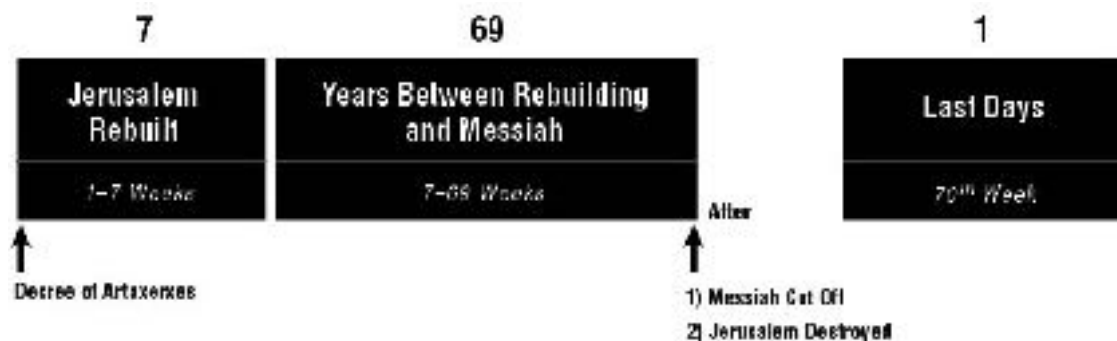 7
69
1
Jerusalem
Rebuilt
1-7 Weeks
Years Between Rebuilding
and Messiah
7-69 Weeks
Last Days
70th Week
After
Decree of Artaxerxes
1) Messiah Cut Off
2) Jerusalem Destroyed